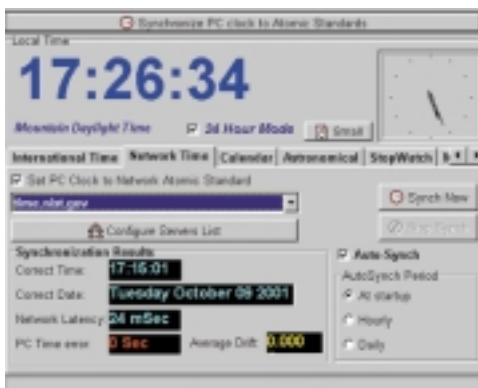 Synchronize PC clock to Atomic Standards
Local Time
17:26:34
Mountain Daylight Time
24 Hour Mode
Small
International Time Network Time Calendar Astronomical StopWatch
Set PC Clock to Network Atomic Standard
time.nist.gov
Synch Now
Configure Servers List
Stop Synch
Synchronization Results
Auto Synch
Correct Time: 17:16:01
AutoSynch Period
Correct Date: Tuesday October 09 2001
At startup
Network Latency: 24 mSec
Hourly
PC Time error: 0 Sec Average Drift: 0.000
Daily